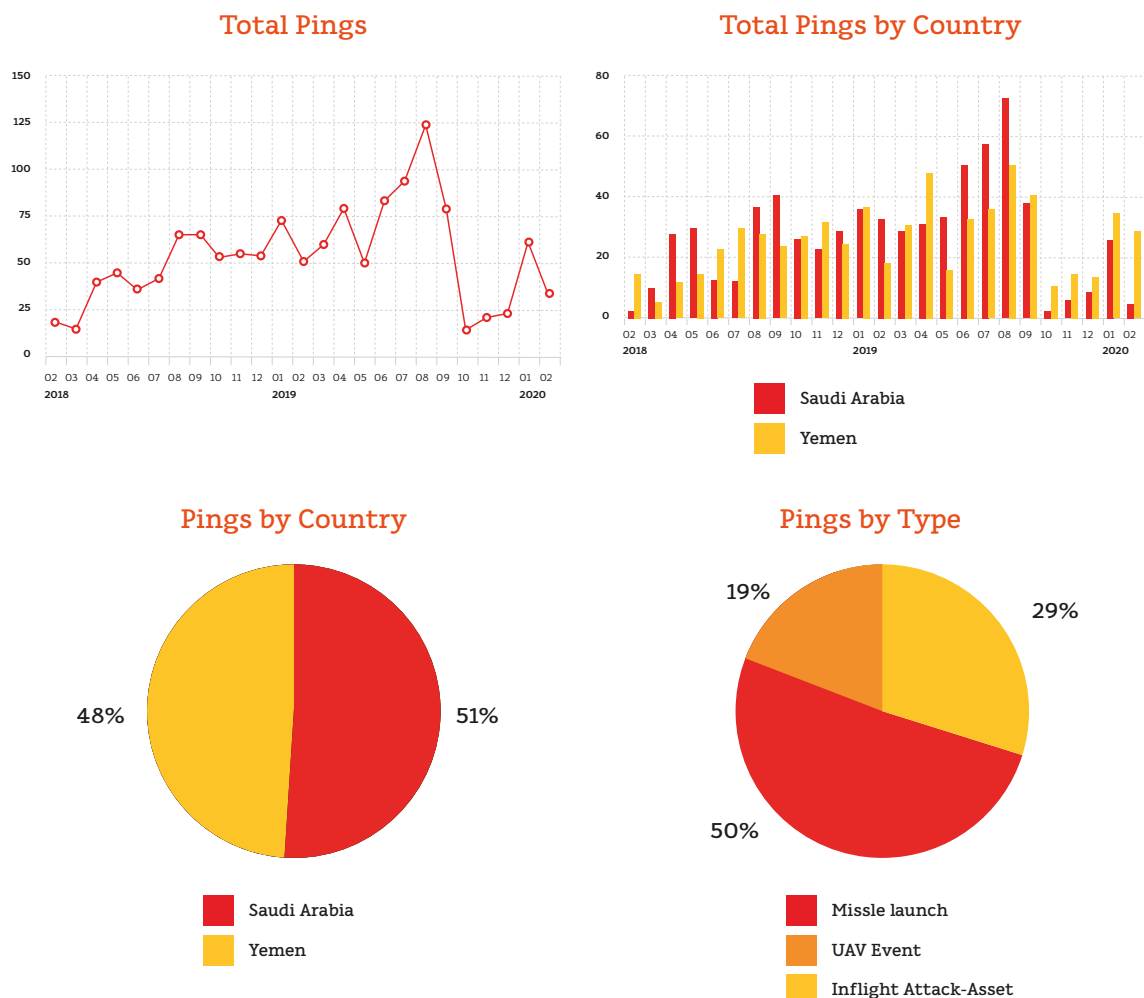 Total Pings
150
125
100
75
50
25
0
02 03 04 05 06 07 08 09 10 11 12 01 02 03 04 05 06 07 08 09 10 11 12 01 02
2018 2019 2020
Total Pings by Country
80
60
40
20
0
02 03 04 05 06 07 08 09 10 11 12 01 02 03 04 05 06 07 08 09 10 11 12 01 02
2018 2019 2020
Saudi Arabia
Yemen
Pings by Country
48%
51%
Saudi Arabia
Yemen
Pings by Type
19%
29%
50%
Missle launch
UAV Event
Inflight Attack-Asset